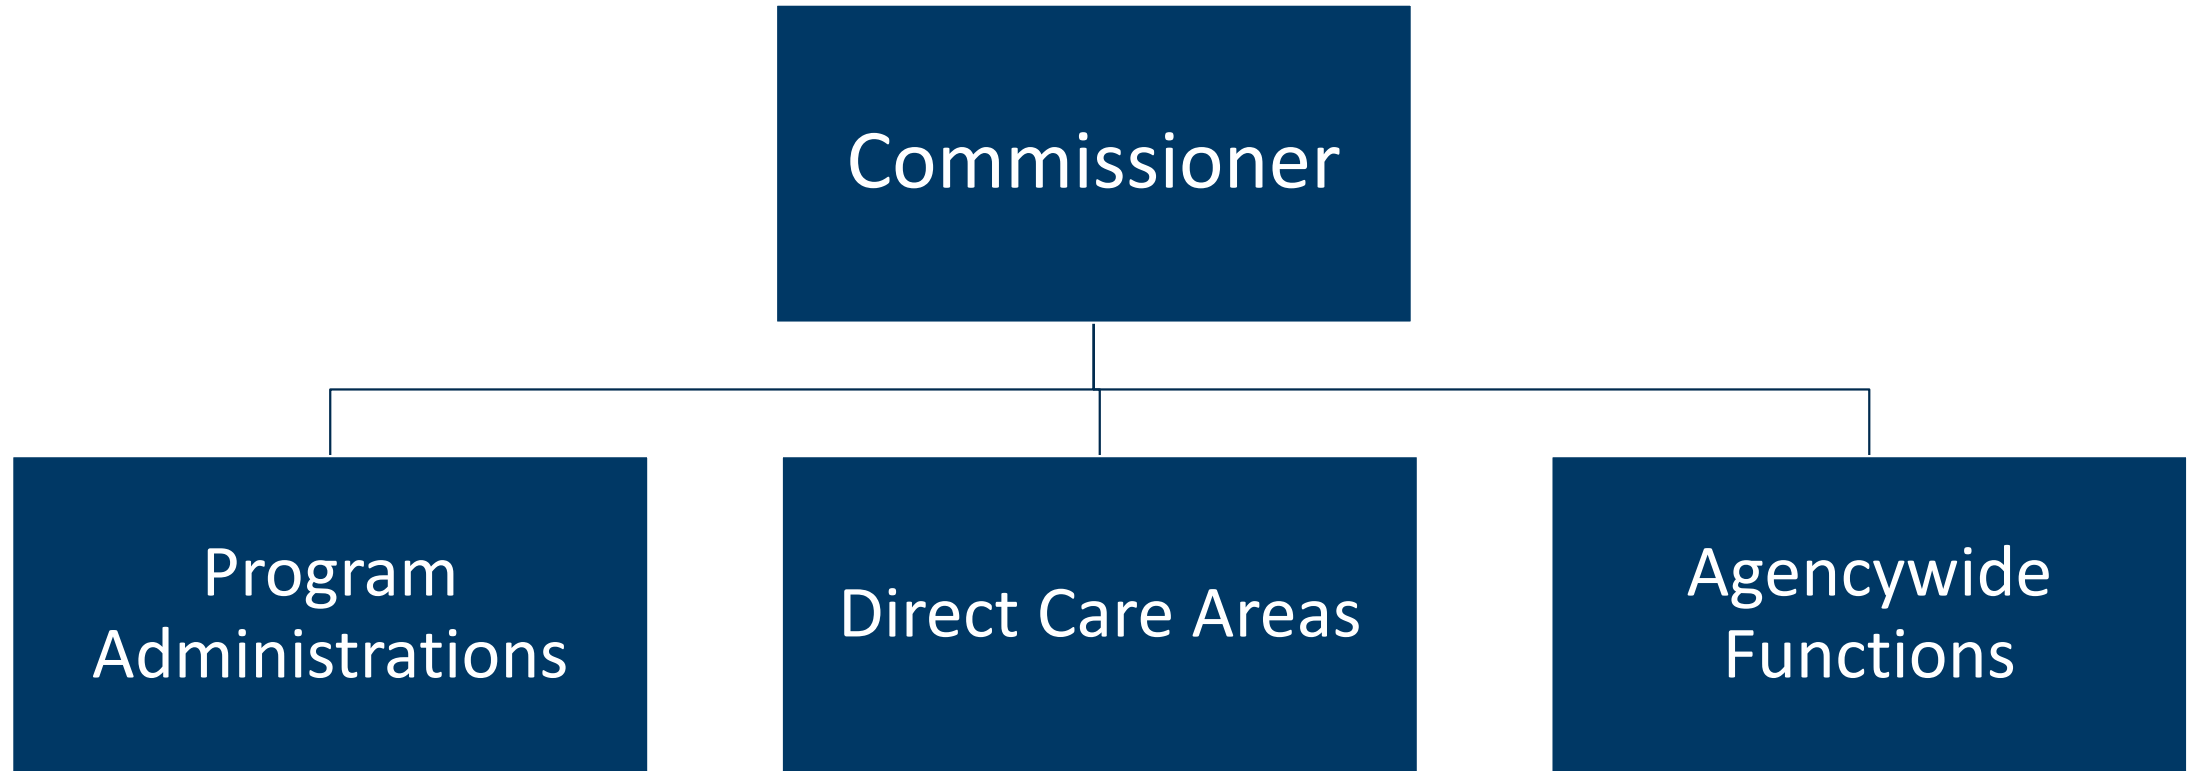 Commissioner
Program
Administrations
Direct Care Areas
Agencywide
Functions